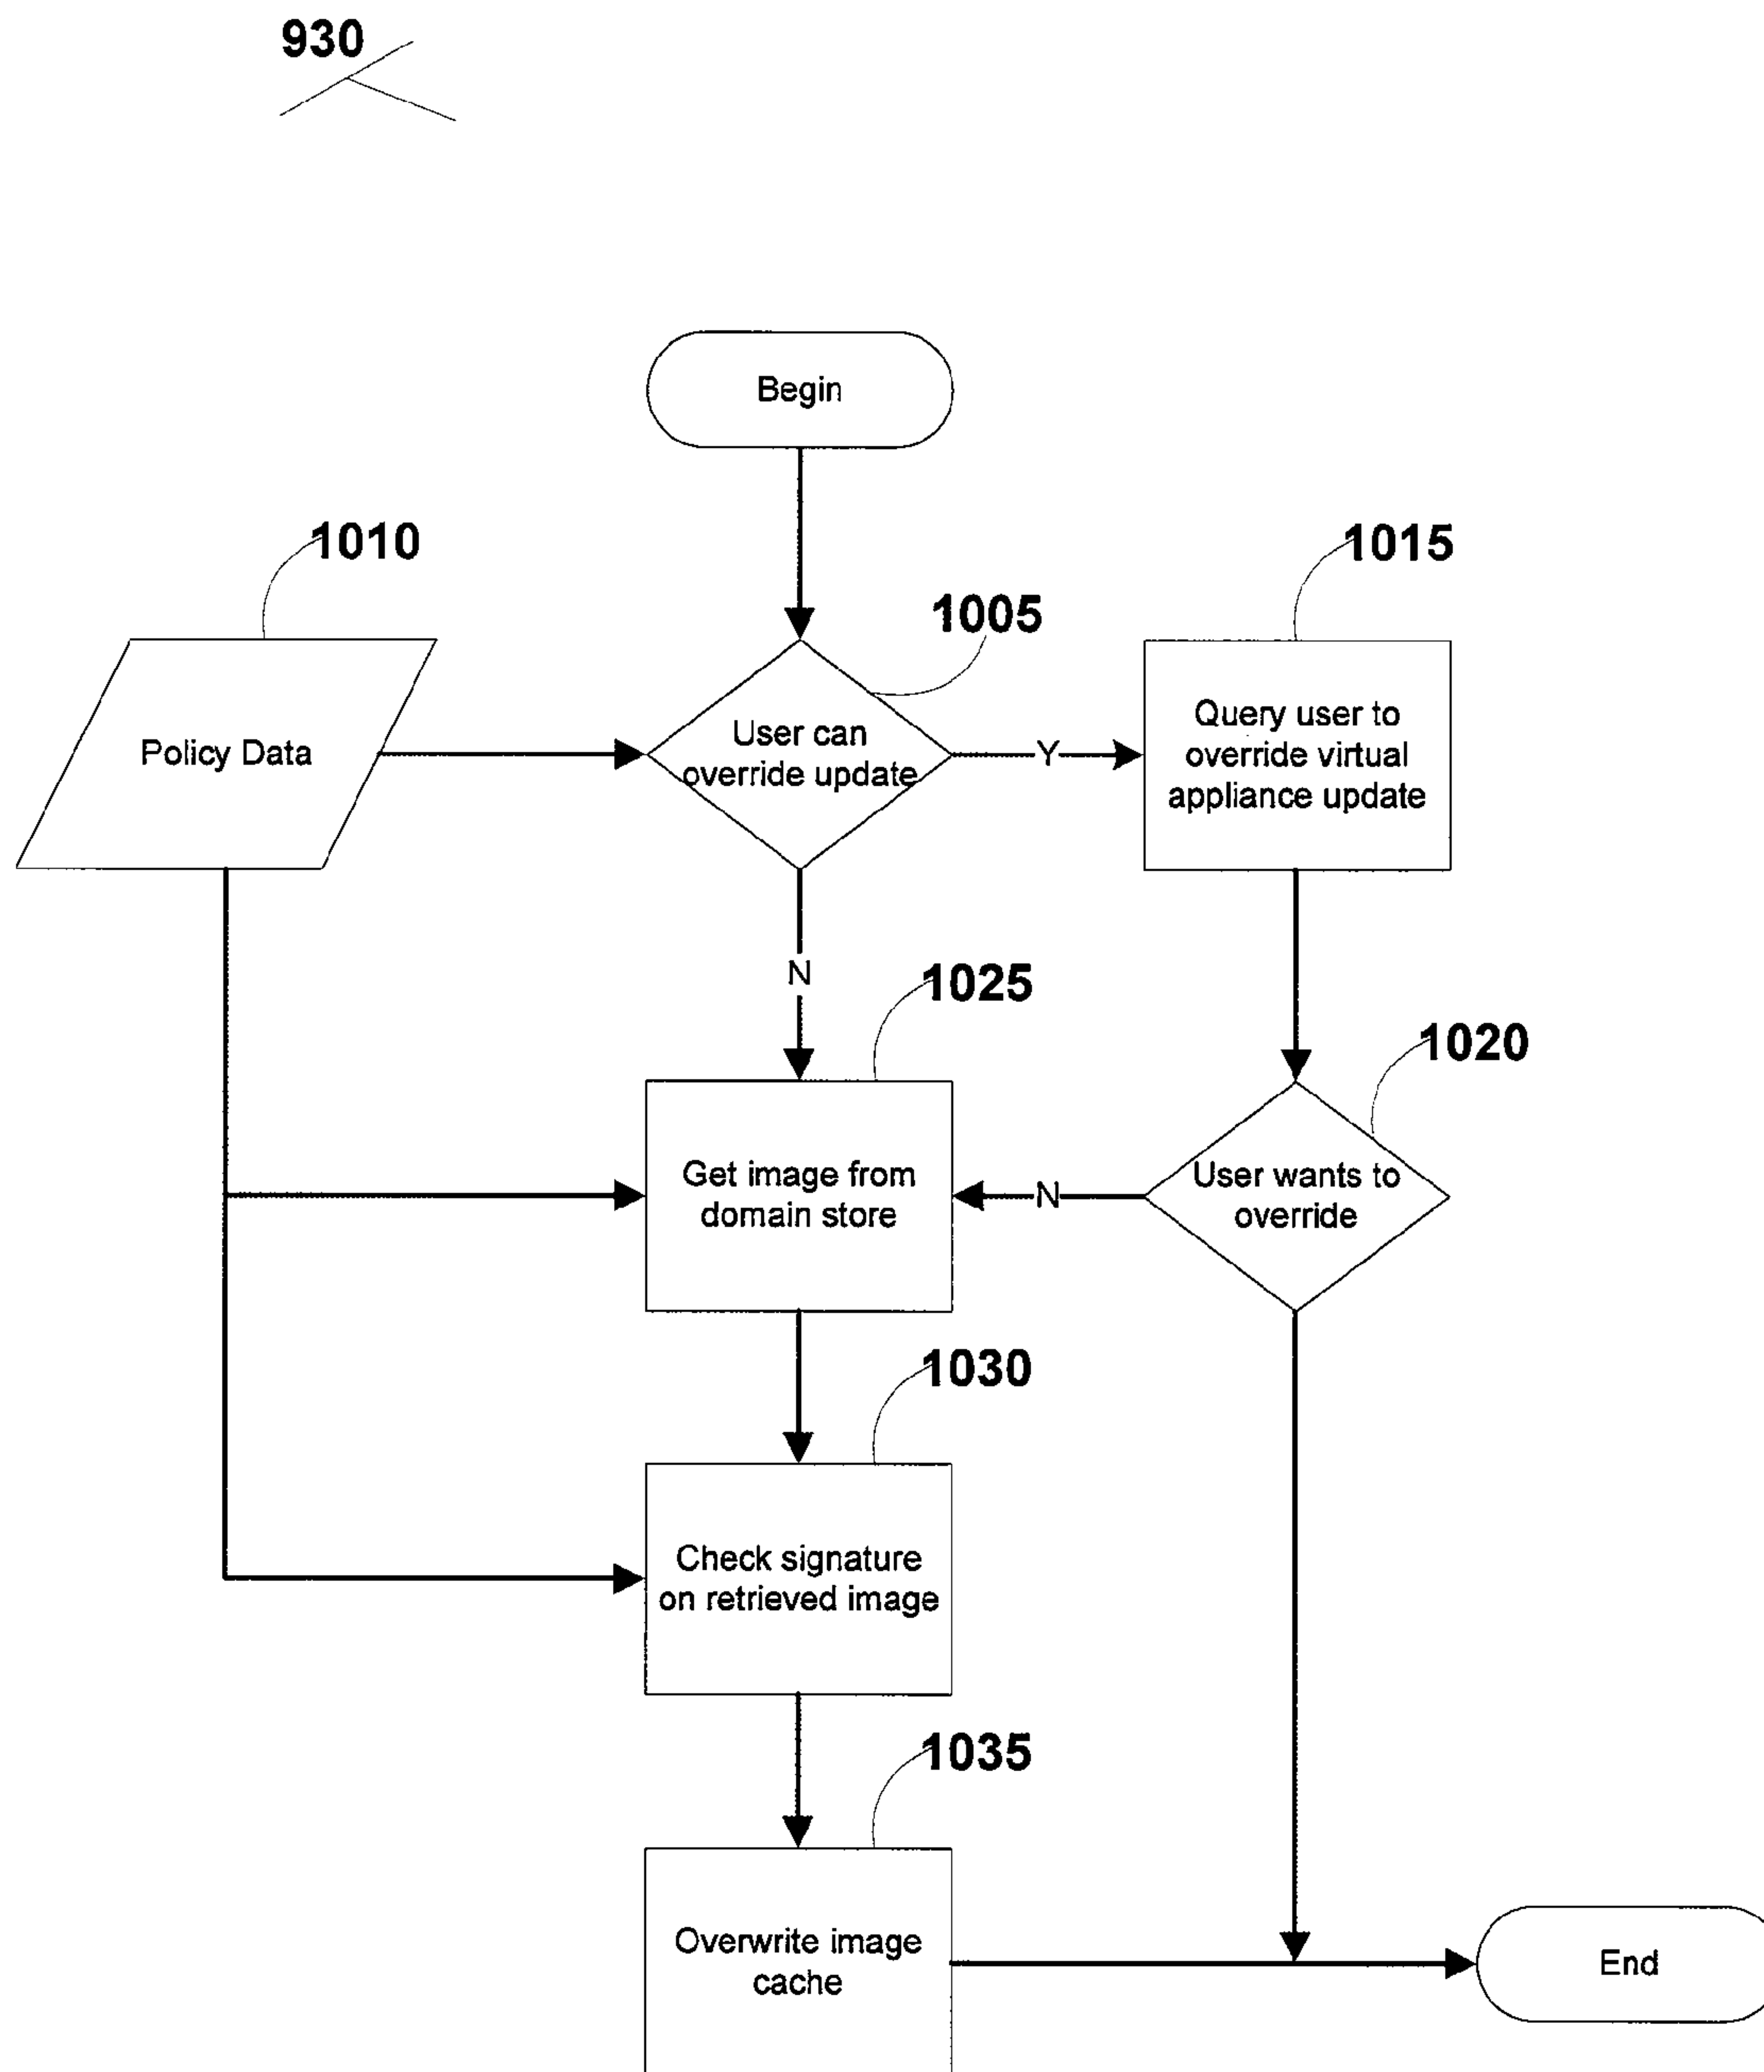 930
Begin
1010
1015
1005
Policy Data
User can
override update
Y
Query user to
override virtual
appliance update
N
1025
1020
Get image from
domain store
N
User wants to
override
1030
Check signature
on retrieved image
1035
Overwrite image
cache
End